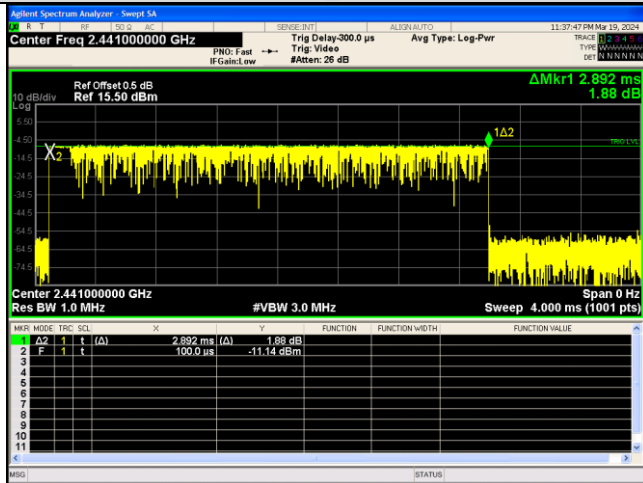 Agilent Spectrum Analyzer - Swept SA
R T RF 50 Ω AC SENSE:INT ALIGN AUTO 11:37:47 PM Mar 19, 2024
Center Freq 2.441000000 GHz Trig Delay-300.0 µs Avg Type: Log-Pwr TRACE 1 2 3 4 5 6
PNO: Fast Trig: Video TYPE WWWWWW
IFGain:Low #Atten: 26 dB DET N N N N N N
ΔMkr1 2.892 ms
Ref Offset 0.5 dB
10 dB/div Ref 15.50 dBm 1.88 dB
Log
5.50
-4.50
1Δ2
TRIG LVL
X2
-14.5
-24.5
-34.5
-44.5
-54.5
-64.5
-74.5
Center 2.441000000 GHz Span 0 Hz
Res BW 1.0 MHz #VBW 3.0 MHz Sweep 4.000 ms (1001 pts)
MKR MODE TRC SCL X Y FUNCTION FUNCTION WIDTH FUNCTION VALUE
1 Δ2 1 t (Δ) 2.892 ms (Δ) 1.88 dB
2 F 1 t 100.0 µs -11.14 dBm
3
4
5
6
7
8
9
10
11
MSG STATUS